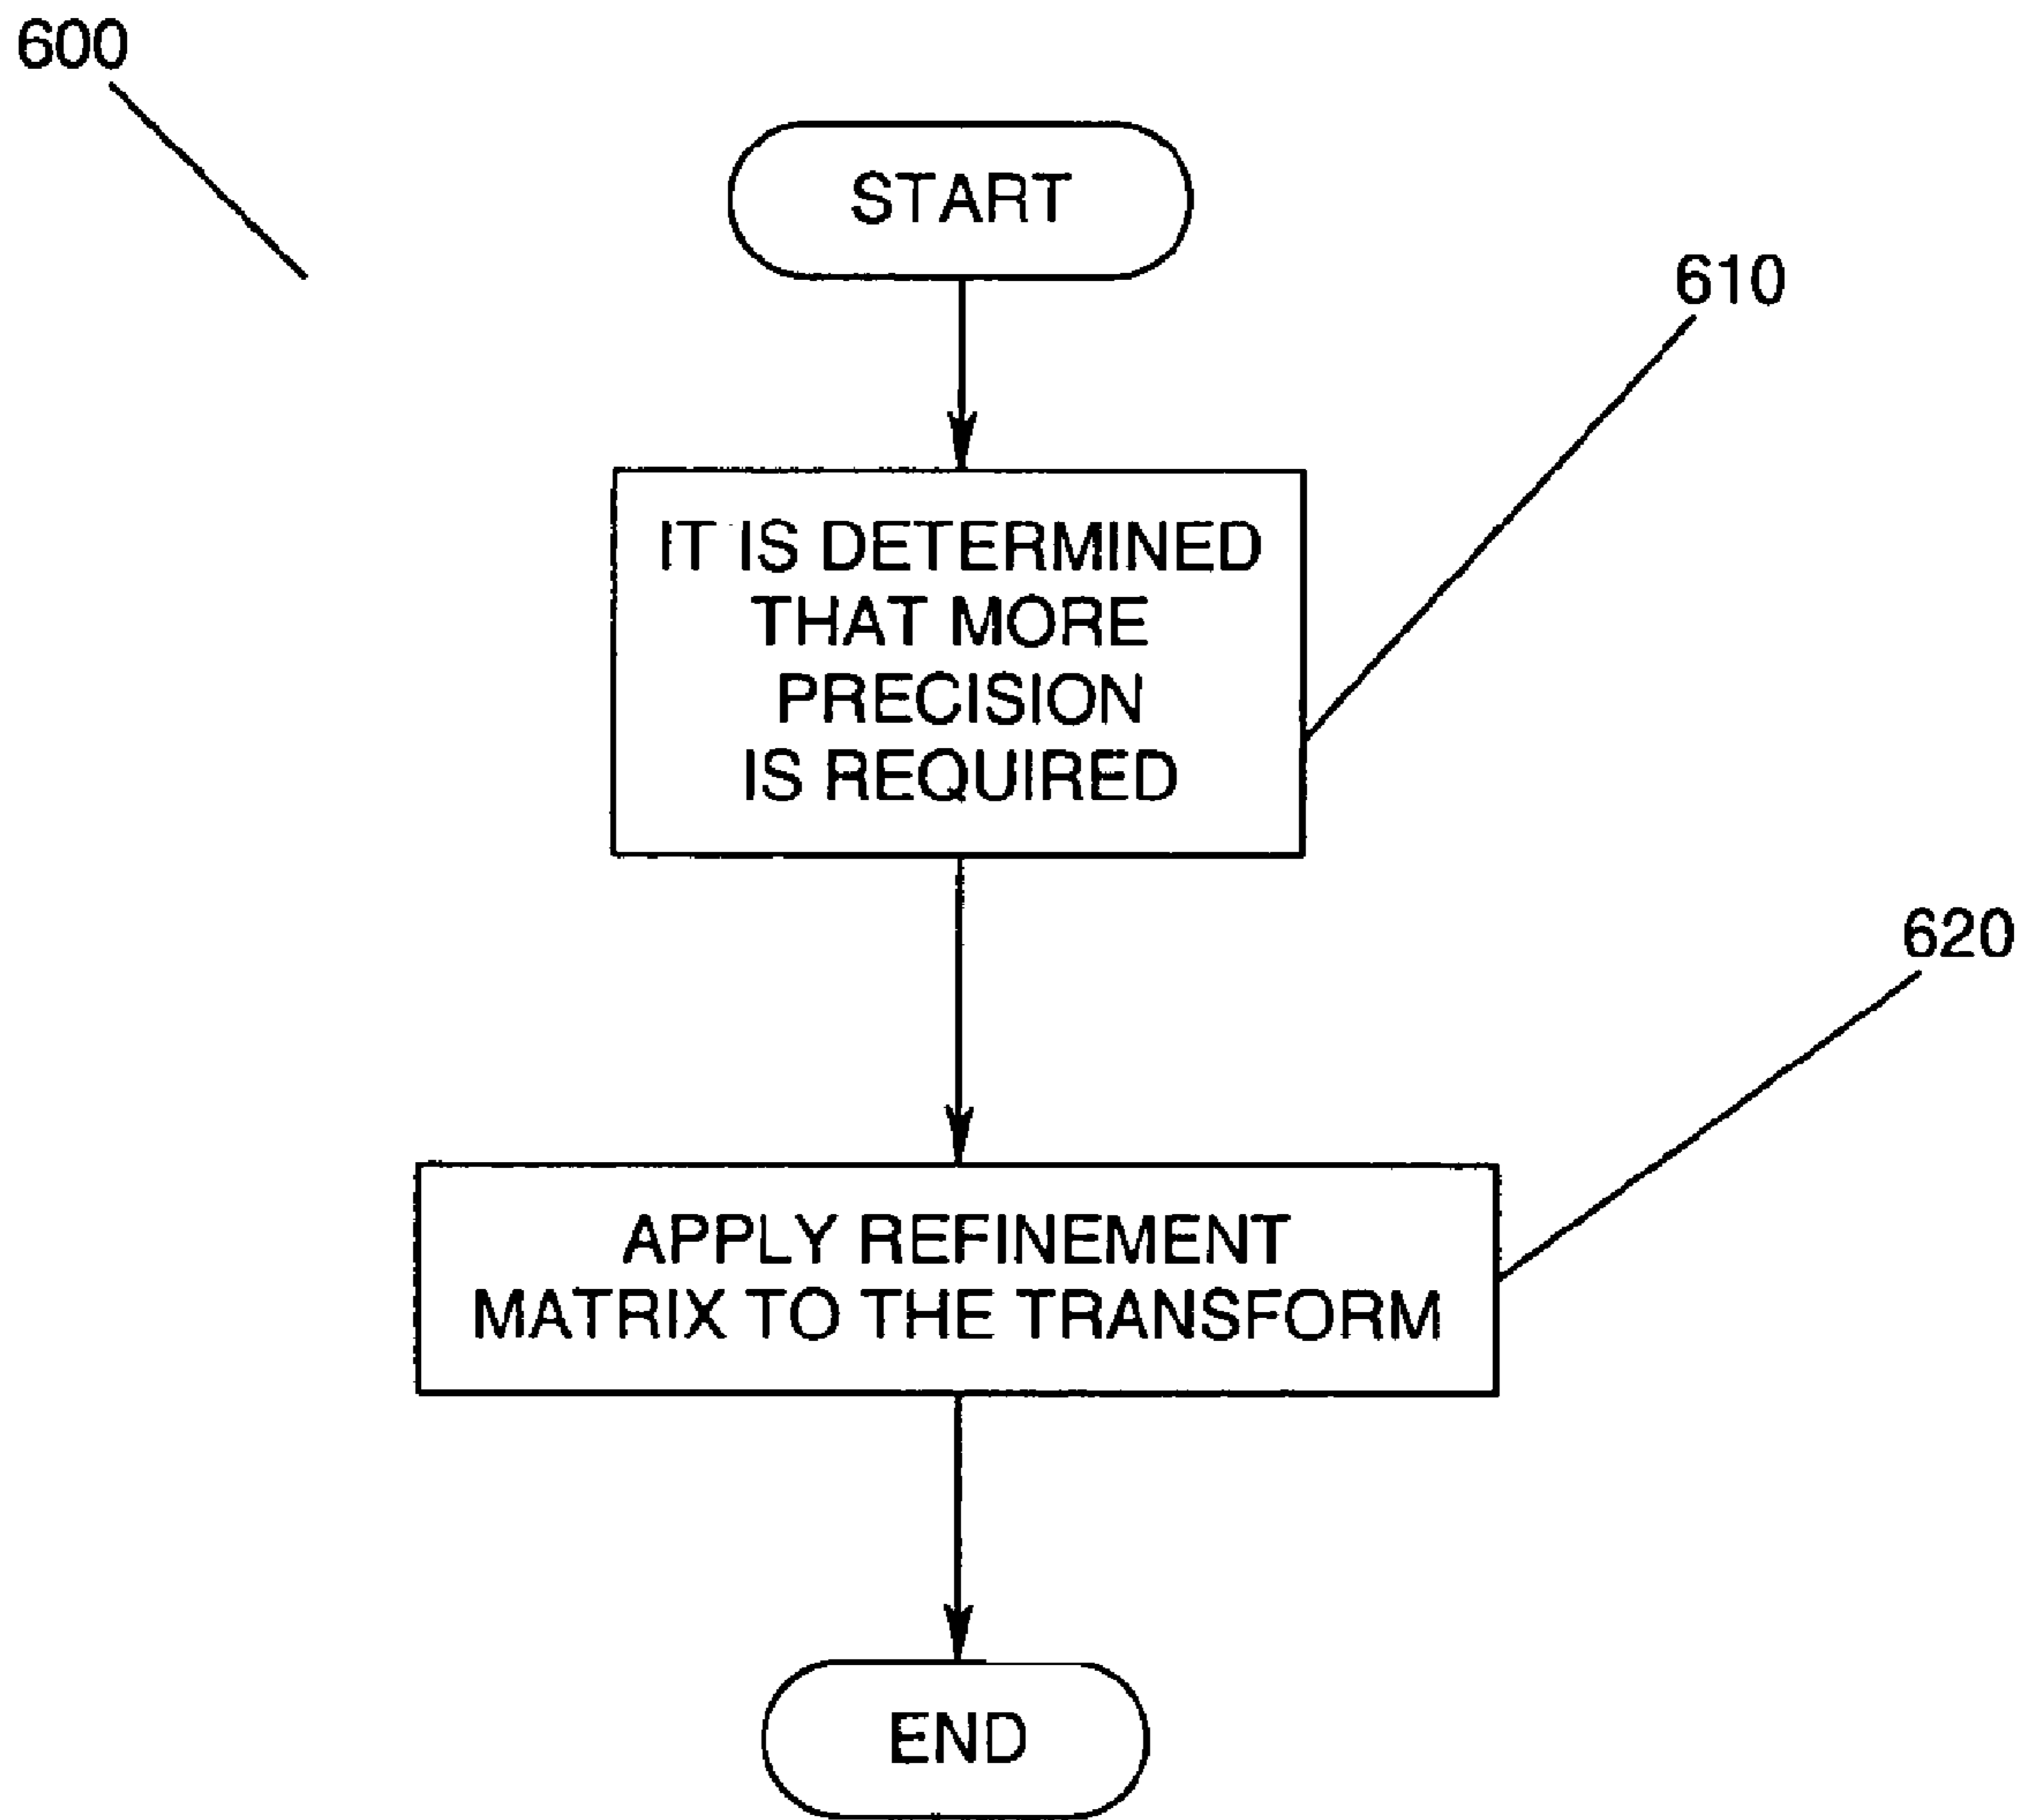 600
START
610
IT IS DETERMINED
THAT MORE
PRECISION
IS REQUIRED
620
APPLY REFINEMENT
MATRIX TO THE TRANSFORM
END